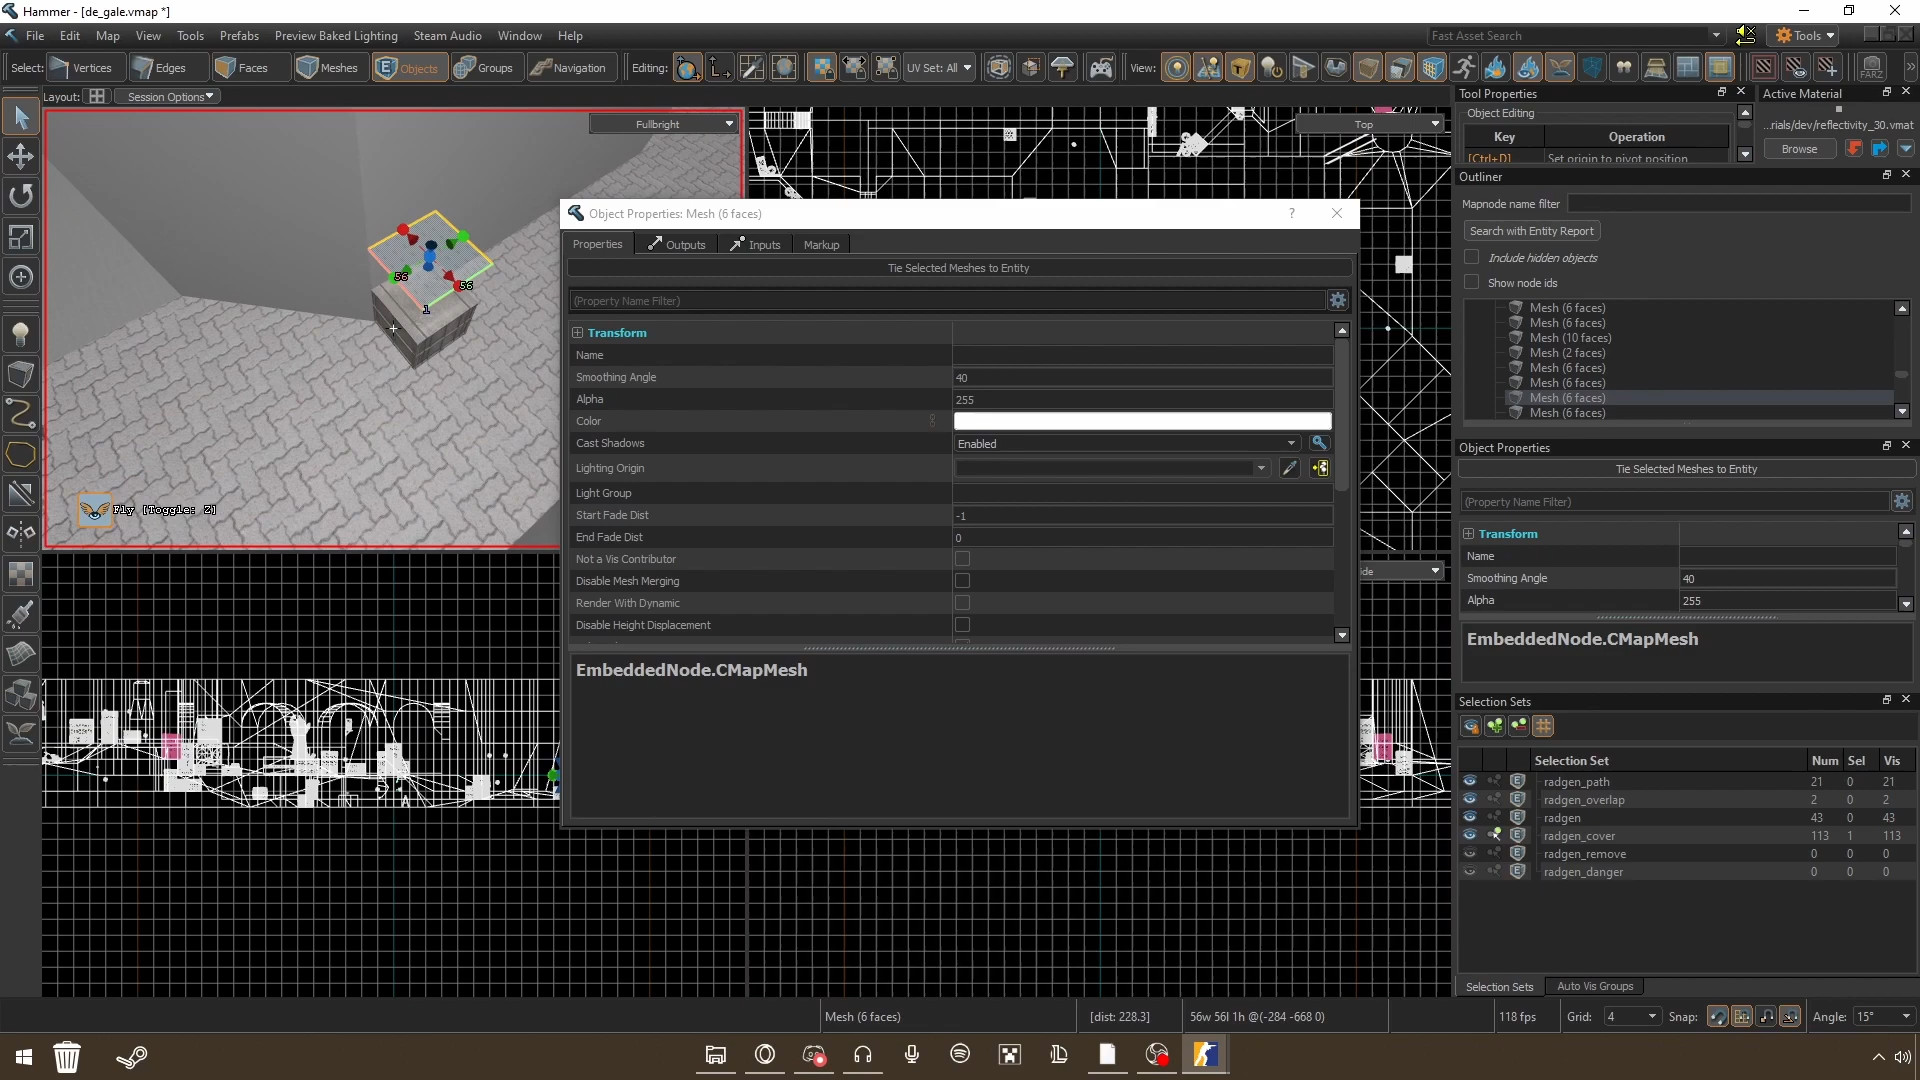 Hammer - [de_gale.vmap *]
File Edit Map View Tools Prefabs Preview Baked Lighting Steam Audio Window Help
Fast Asset Search
Tools
Select: Vertices Edges Faces Meshes Objects Groups Navigation Editing: UV Set: All View: FARZ
Layout: Session Options
Fullbright
Top
56
56
1
Fly [Toggle: Z]
ide
Object Properties: Mesh (6 faces)
?
Properties Outputs Inputs Markup
Tie Selected Meshes to Entity
(Property Name Filter)
Transform
Name
Smoothing Angle 40
Alpha 255
Color
Cast Shadows Enabled
Lighting Origin
Light Group
Start Fade Dist -1
End Fade Dist 0
Not a Vis Contributor
Disable Mesh Merging
Render With Dynamic
Disable Height Displacement
EmbeddedNode.CMapMesh
Tool Properties
Object Editing
Key Operation
[Ctrl+D] Set origin to pivot position
Active Material
...rials/dev/reflectivity_30.vmat
Browse
Outliner
Mapnode name filter
Search with Entity Report
Include hidden objects
Show node ids
Mesh (6 faces)
Mesh (6 faces)
Mesh (10 faces)
Mesh (2 faces)
Mesh (6 faces)
Mesh (6 faces)
Mesh (6 faces)
Mesh (6 faces)
Object Properties
Tie Selected Meshes to Entity
(Property Name Filter)
Transform
Name
Smoothing Angle 40
Alpha 255
EmbeddedNode.CMapMesh
Selection Sets
Selection Set Num Sel Vis
radgen_path 21 0 21
radgen_overlap 2 0 2
radgen 43 0 43
radgen_cover 113 1 113
radgen_remove 0 0 0
radgen_danger 0 0 0
Selection Sets Auto Vis Groups
Mesh (6 faces) [dist: 228.3] 56w 56l 1h @(-284 -668 0) 118 fps Grid: 4 Snap: Angle: 15°